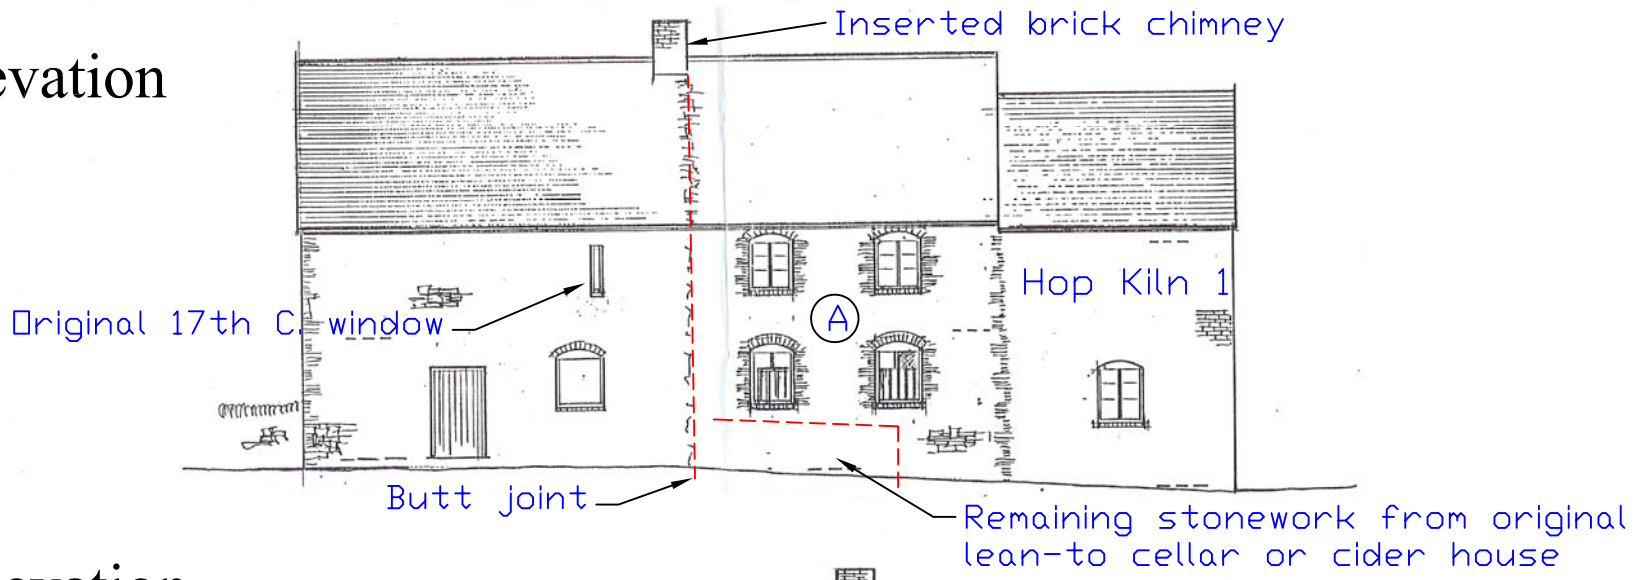 Inserted brick chimney
evation
Hop Kiln 1
Original 17th C. window
A
Butt joint
Remaining stonework from original
lean-to cellar or cider house